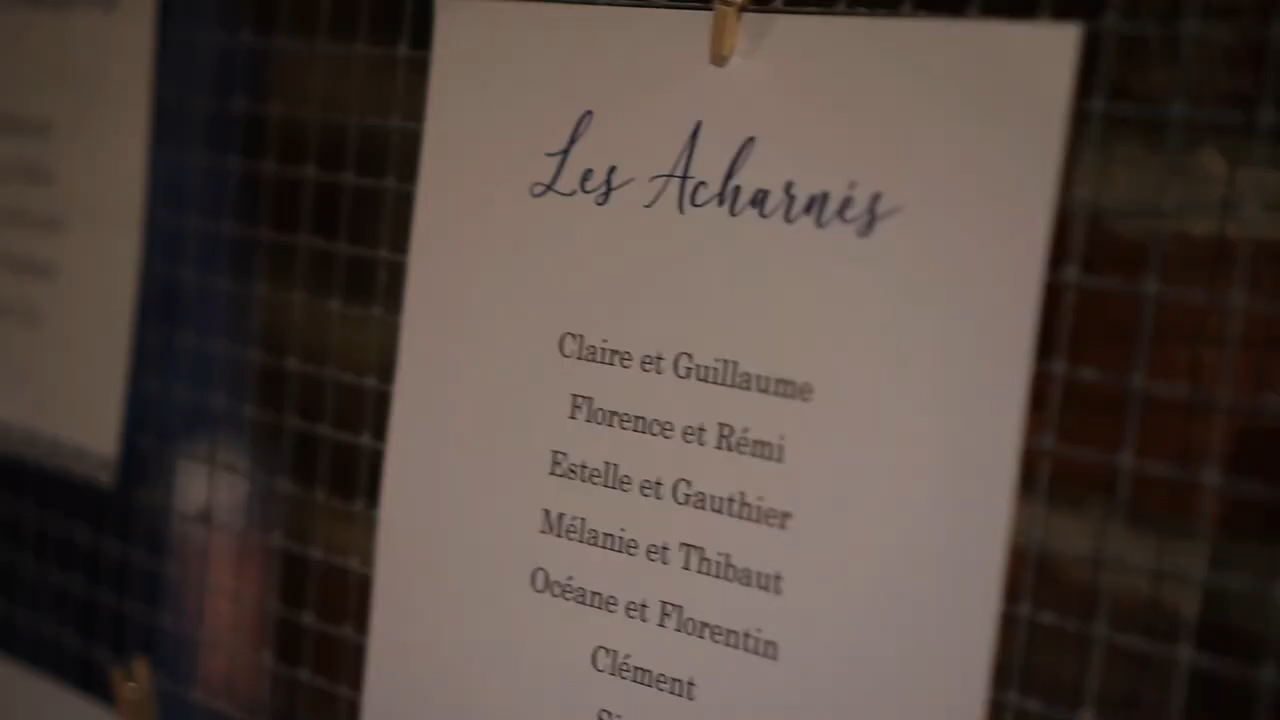 Les Acharnés
Claire et Guillaume
Florence et Rémi
Estelle et Gauthier
Mélanie et Thibaut
Océane et Florentin
Clément